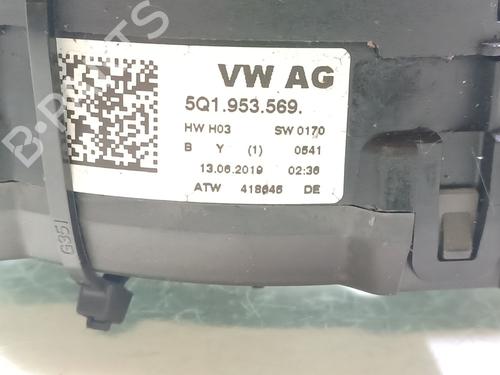 VW AG
5Q1.953.569.
HW H03 SW 0170
B Y (1) 0541
13.06.2019 02:36
ATW 418646 DE
G351
B-PARTS